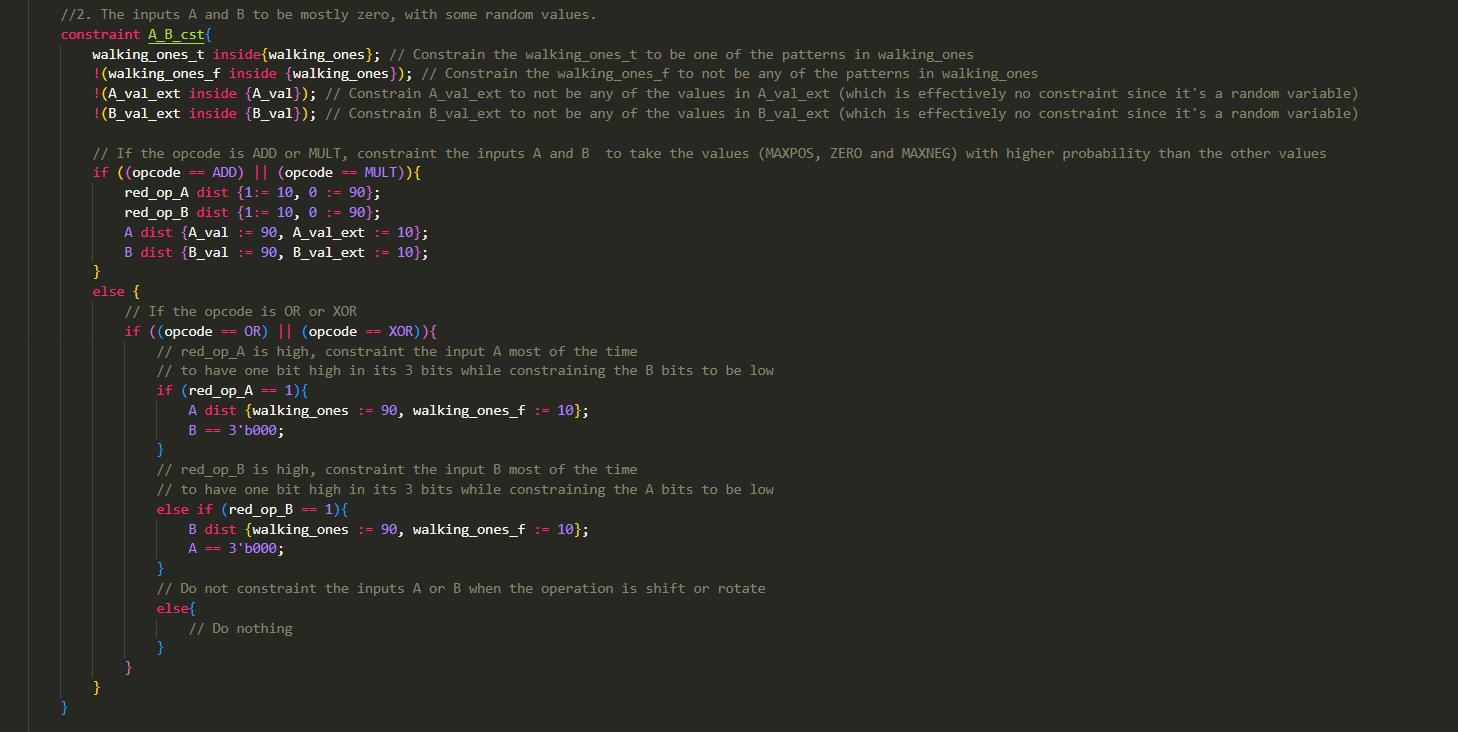 //2. The inputs A and B to be mostly zero, with some random values.
constraint A_B_cst{
walking_ones_t inside{walking_ones}; // Constrain the walking_ones_t to be one of the patterns in walking_ones
!(walking_ones_f inside {walking_ones}); // Constrain the walking_ones_f to not be any of the patterns in walking_ones
!(A_val_ext inside {A_val}); // Constrain A_val_ext to not be any of the values in A_val_ext (which is effectively no constraint since it's a random variable)
!(B_val_ext inside {B_val}); // Constrain B_val_ext to not be any of the values in B_val_ext (which is effectively no constraint since it's a random variable)
// If the opcode is ADD or MULT, constraint the inputs A and B  to take the values (MAXPOS, ZERO and MAXNEG) with higher probability than the other values
if ((opcode == ADD) || (opcode == MULT)){
red_op_A dist {1:= 10, 0 := 90};
red_op_B dist {1:= 10, 0 := 90};
A dist {A_val := 90, A_val_ext := 10};
B dist {B_val := 90, B_val_ext := 10};
}
else {
// If the opcode is OR or XOR
if ((opcode == OR) || (opcode == XOR)){
// red_op_A is high, constraint the input A most of the time
// to have one bit high in its 3 bits while constraining the B bits to be low
if (red_op_A == 1){
A dist {walking_ones := 90, walking_ones_f := 10};
B == 3'b000;
}
// red_op_B is high, constraint the input B most of the time
// to have one bit high in its 3 bits while constraining the A bits to be low
else if (red_op_B == 1){
B dist {walking_ones := 90, walking_ones_f := 10};
A == 3'b000;
}
// Do not constraint the inputs A or B when the operation is shift or rotate
else{
// Do nothing
}
}
}
}